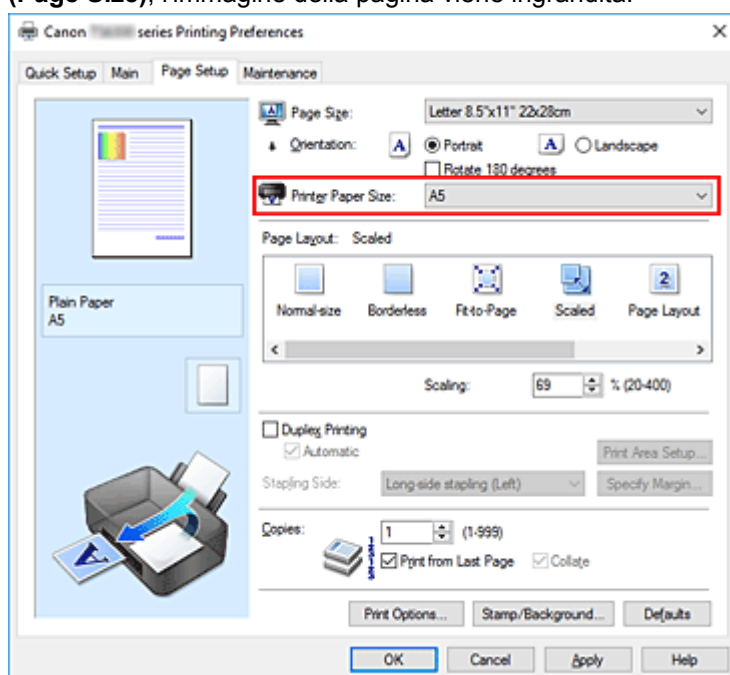 (Page Size), l'immagine della pagina viene ingrandita.
Canon series Printing Preferences
Quick Setup Main Page Setup Maintenance
Page Size: Letter 8.5"x11" 22x28cm
Orientation: A Portrait A Landscape
Rotate 180 degrees
Printer Paper Size: A5
Page Layout: Scaled
Normal-size Borderless Fit-to-Page Scaled Page Layout
Plain Paper
A5
Scaling: 69 % (20-400)
Duplex Printing
Automatic
Print Area Setup...
Stapling Side: Long-side stapling (Left) Specify Margin...
Copies: 1 (1-999)
Print from Last Page Collate
Print Options... Stamp/Background... Defaults
OK Cancel Apply Help